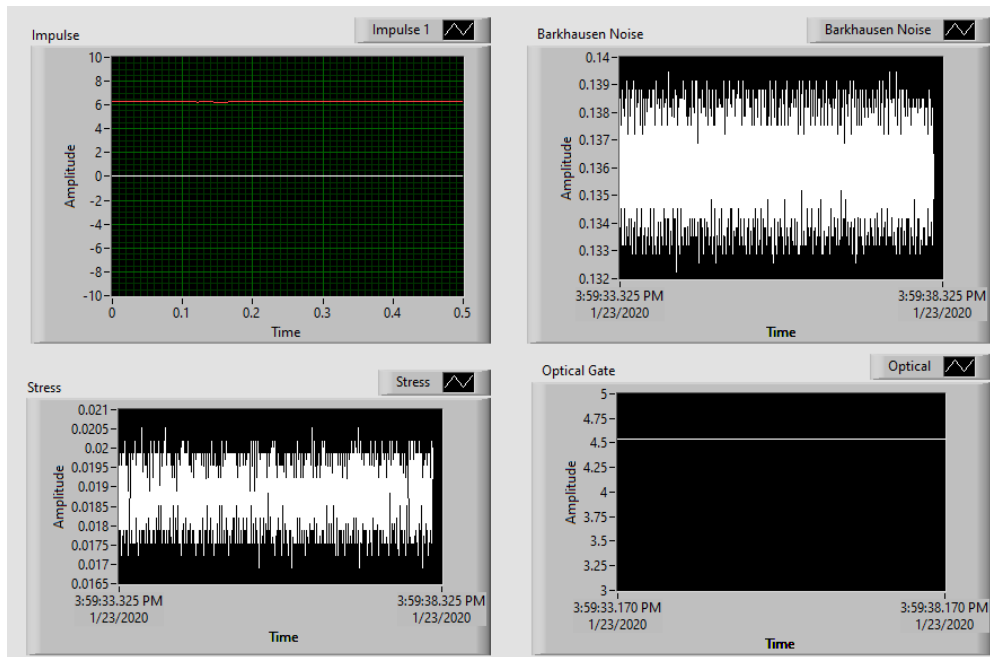 Impulse
Impulse 1
10
8
6
4
2
0
-2
-4
-6
-8
-10
Amplitude
0 0.1 0.2 0.3 0.4 0.5
Time
Barkhausen Noise
Barkhausen Noise
0.14
0.139
0.138
0.137
0.136
0.135
0.134
0.133
0.132
Amplitude
3:59:33.325 PM 3:59:38.325 PM
1/23/2020 1/23/2020
Time
Stress
Stress
0.021
0.0205
0.02
0.0195
0.019
0.0185
0.018
0.0175
0.017
0.0165
Amplitude
3:59:33.325 PM 3:59:38.325 PM
1/23/2020 1/23/2020
Time
Optical Gate
Optical
5
4.75
4.5
4.25
4
3.75
3.5
3.25
3
Amplitude
3:59:33.170 PM 3:59:38.170 PM
1/23/2020 1/23/2020
Time